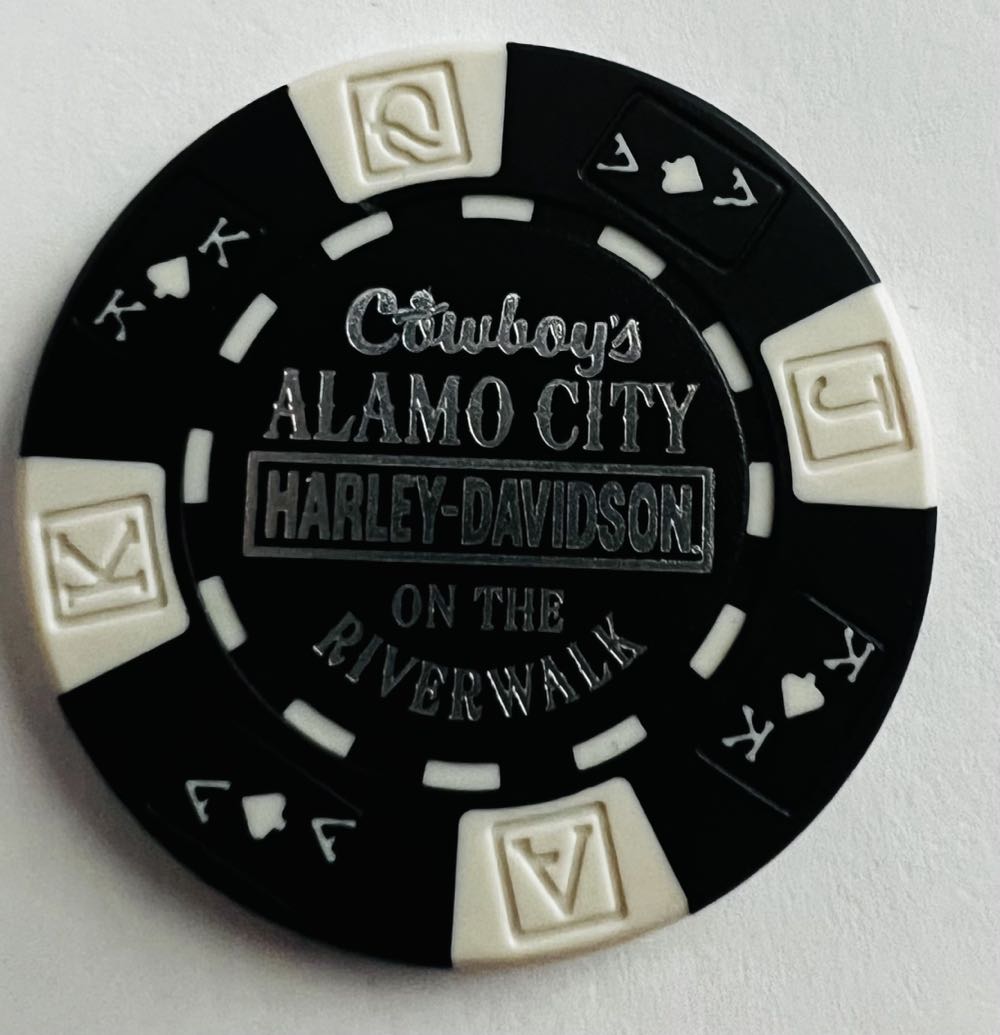 Q
A A
K K
Cowboy's
ALAMO CITY
J
HARLEY-DAVIDSON
K
ON THE
RIVERWALK
K K
A A
A